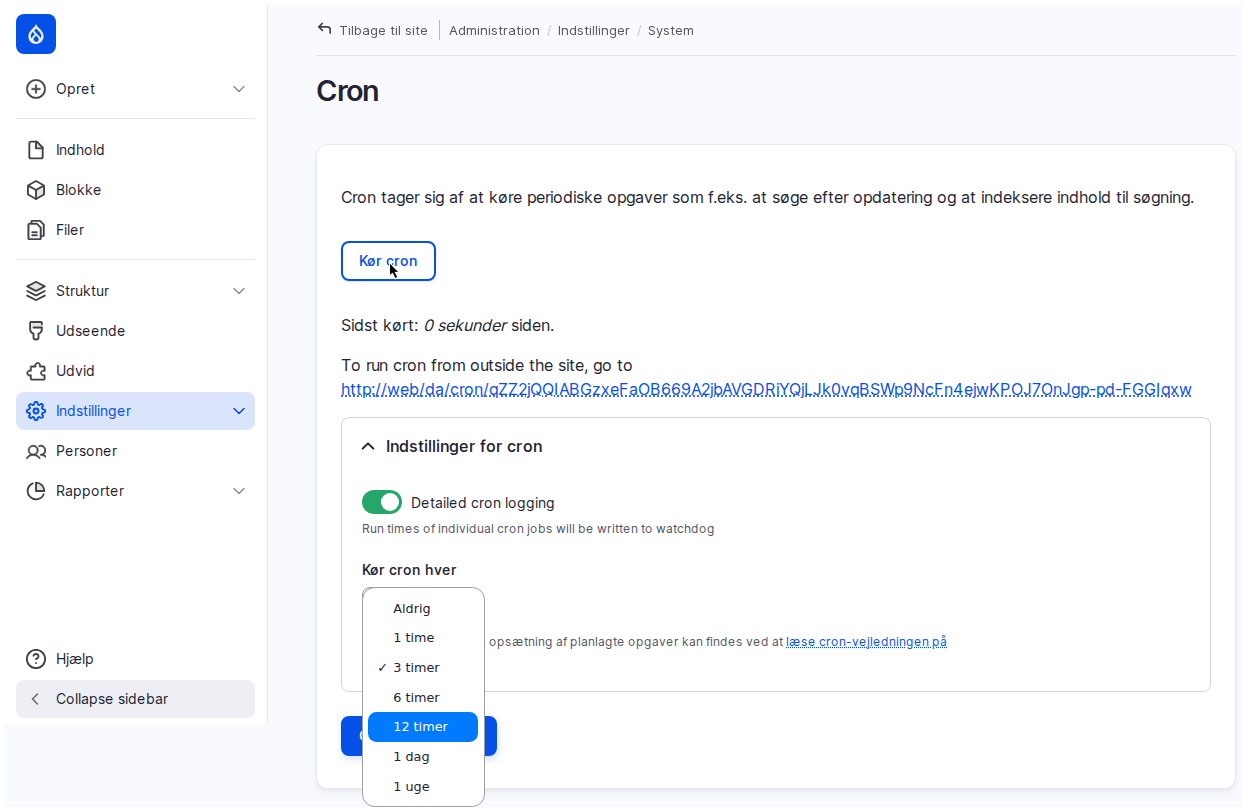 Tilbage til site
Administration / Indstillinger / System
Opret
Indhold
Blokke
Filer
Struktur
Udseende
Udvid
Indstillinger
Personer
Rapporter
Hjælp
Collapse sidebar
Cron
Cron tager sig af at køre periodiske opgaver som f.eks. at søge efter opdatering og at indeksere indhold til søgning.
Kør cron
Sidst kørt: 0 sekunder siden.
To run cron from outside the site, go to
http://web/da/cron/qZZ2jQQIABGzxeFaOB669A2jbAVGDRiYQjLJk0vqBSWp9NcFn4ejwKPOJ7OnJgp-pd-FGGIqxw
Indstillinger for cron
Detailed cron logging
Run times of individual cron jobs will be written to watchdog
Kør cron hver
Aldrig
1 time
✓ 3 timer
6 timer
12 timer
1 dag
1 uge
opsætning af planlagte opgaver kan findes ved at læse cron-vejledningen på